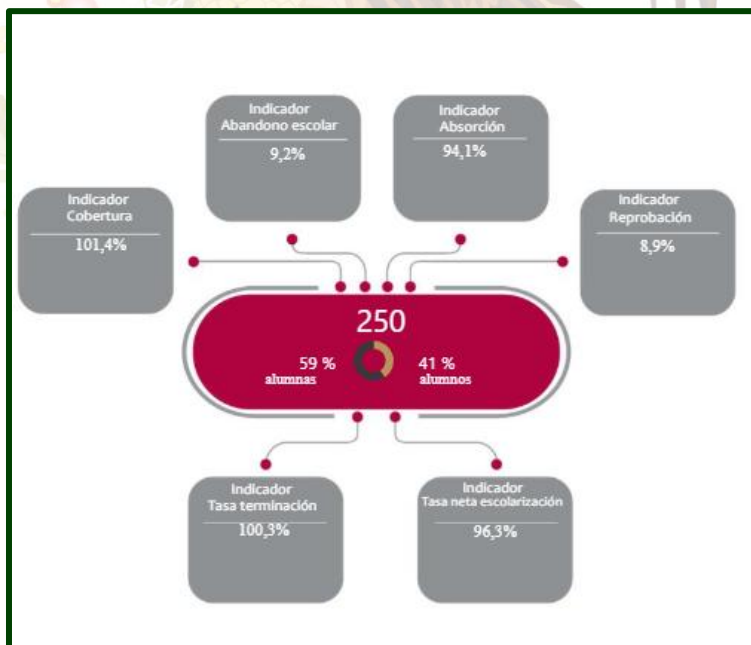 Indicador
Abandono escolar
9,2%
Indicador
Absorción
94,1%
Indicador
Cobertura
101,4%
Indicador
Reprobación
8,9%
250
59 %
alumnas
41 %
alumnos
Indicador
Tasa terminación
100,3%
Indicador
Tasa neta escolarización
96,3%